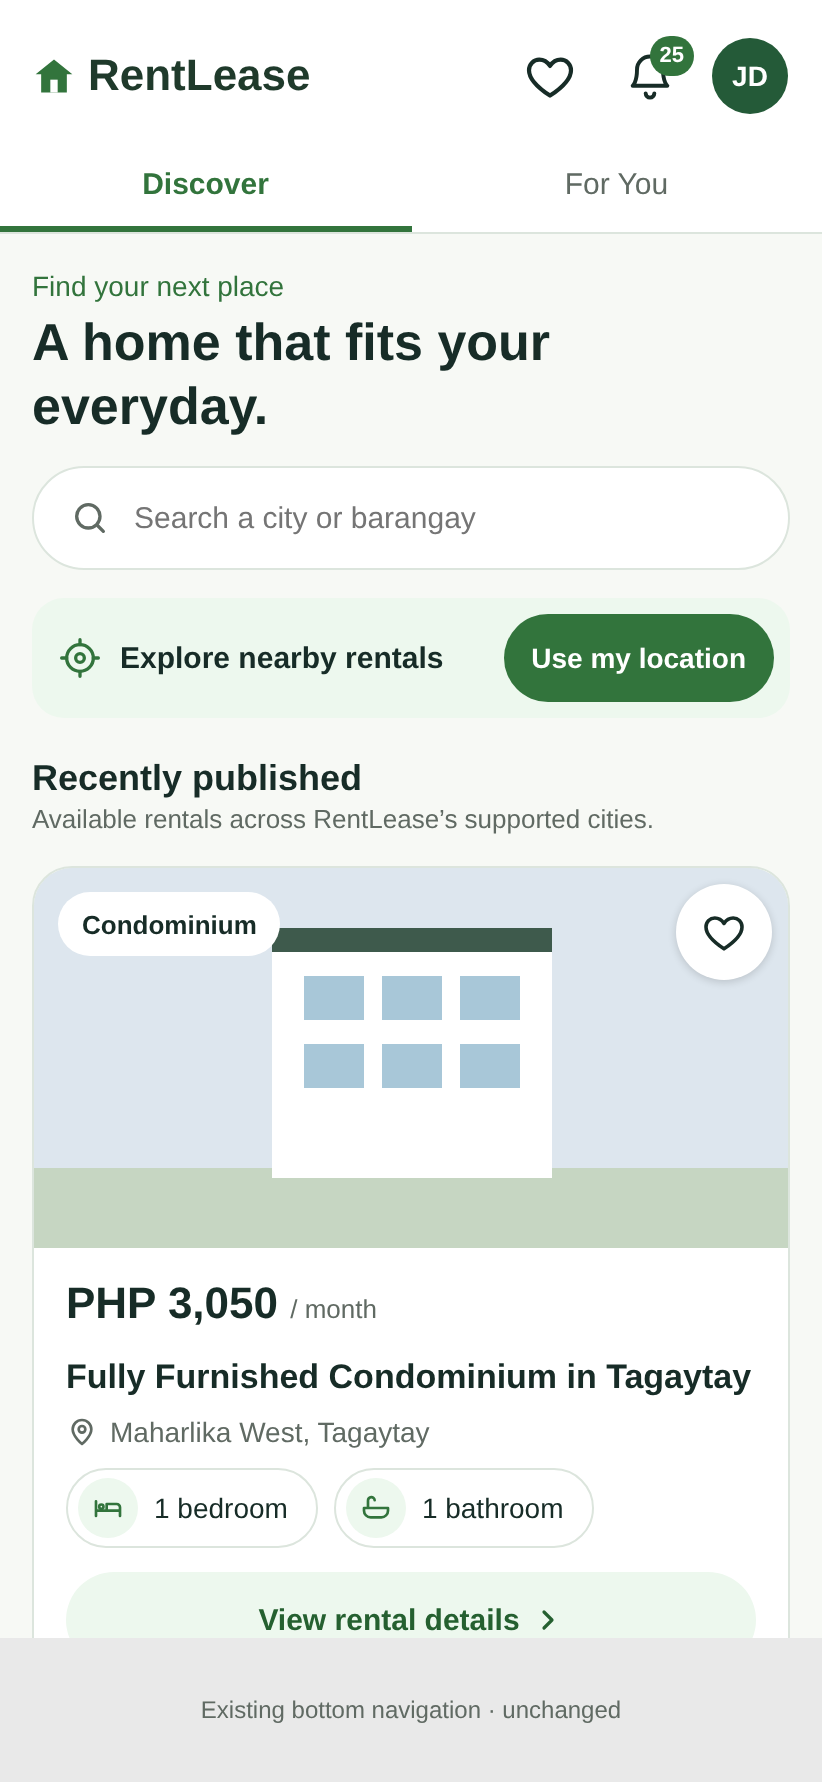 RentLease
25
JD
Discover
For You
Find your next place
A home that fits your
everyday.
Search a city or barangay
Explore nearby rentals
Use my location
Recently published
Available rentals across RentLease’s supported cities.
Condominium
PHP 3,050 / month
Fully Furnished Condominium in Tagaytay
Maharlika West, Tagaytay
1 bedroom
1 bathroom
View rental details
Existing bottom navigation · unchanged